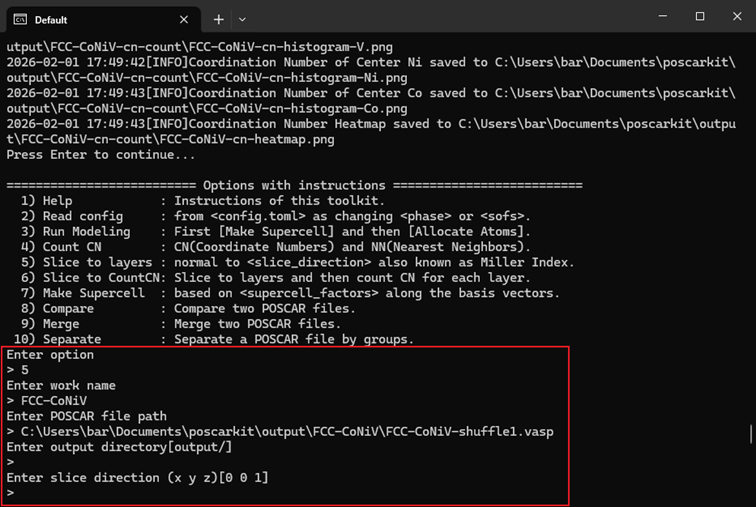 Default
utput\FCC-CoNiV-cn-count\FCC-CoNiV-cn-histogram-V.png
2026-02-01 17:49:42[INFO]Coordination Number of Center Ni saved to C:\Users\bar\Documents\poscarkit\
output\FCC-CoNiV-cn-count\FCC-CoNiV-cn-histogram-Ni.png
2026-02-01 17:49:43[INFO]Coordination Number of Center Co saved to C:\Users\bar\Documents\poscarkit\
output\FCC-CoNiV-cn-count\FCC-CoNiV-cn-histogram-Co.png
2026-02-01 17:49:43[INFO]Coordination Number Heatmap saved to C:\Users\bar\Documents\poscarkit\outpu
t\FCC-CoNiV-cn-count\FCC-CoNiV-cn-heatmap.png
Press Enter to continue...
========================== Options with instructions ==========================
1) Help            : Instructions of this toolkit.
2) Read config     : from <config.toml> as changing <phase> or <sofs>.
3) Run Modeling    : First [Make Supercell] and then [Allocate Atoms].
4) Count CN        : CN(Coordinate Numbers) and NN(Nearest Neighbors).
5) Slice to layers : normal to <slice_direction> also known as Miller Index.
6) Slice to CountCN: Slice to layers and then count CN for each layer.
7) Make Supercell  : based on <supercell_factors> along the basis vectors.
8) Compare         : Compare two POSCAR files.
9) Merge           : Merge two POSCAR files.
10) Separate        : Separate a POSCAR file by groups.
Enter option
> 5
Enter work name
> FCC-CoNiV
Enter POSCAR file path
> C:\Users\bar\Documents\poscarkit\output\FCC-CoNiV\FCC-CoNiV-shuffle1.vasp
Enter output directory[output/]
>
Enter slice direction (x y z)[0 0 1]
>